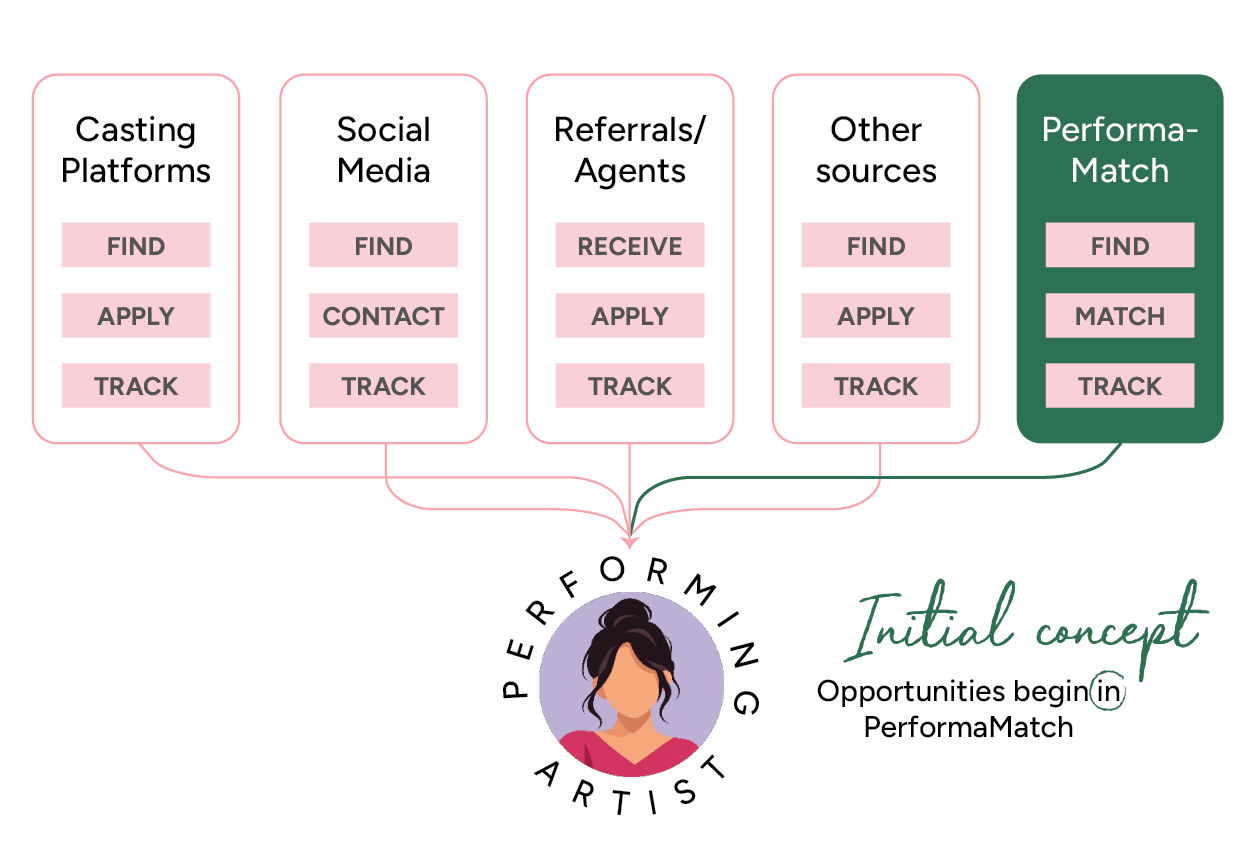 Casting
Platforms
FIND
APPLY
TRACK
Social
Media
FIND
CONTACT
TRACK
Referrals/
Agents
RECEIVE
APPLY
TRACK
Other
sources
FIND
APPLY
TRACK
Performa-
Match
FIND
MATCH
TRACK
PERFORMING
ARTIST
Initial concept
Opportunities begin in
PerformaMatch